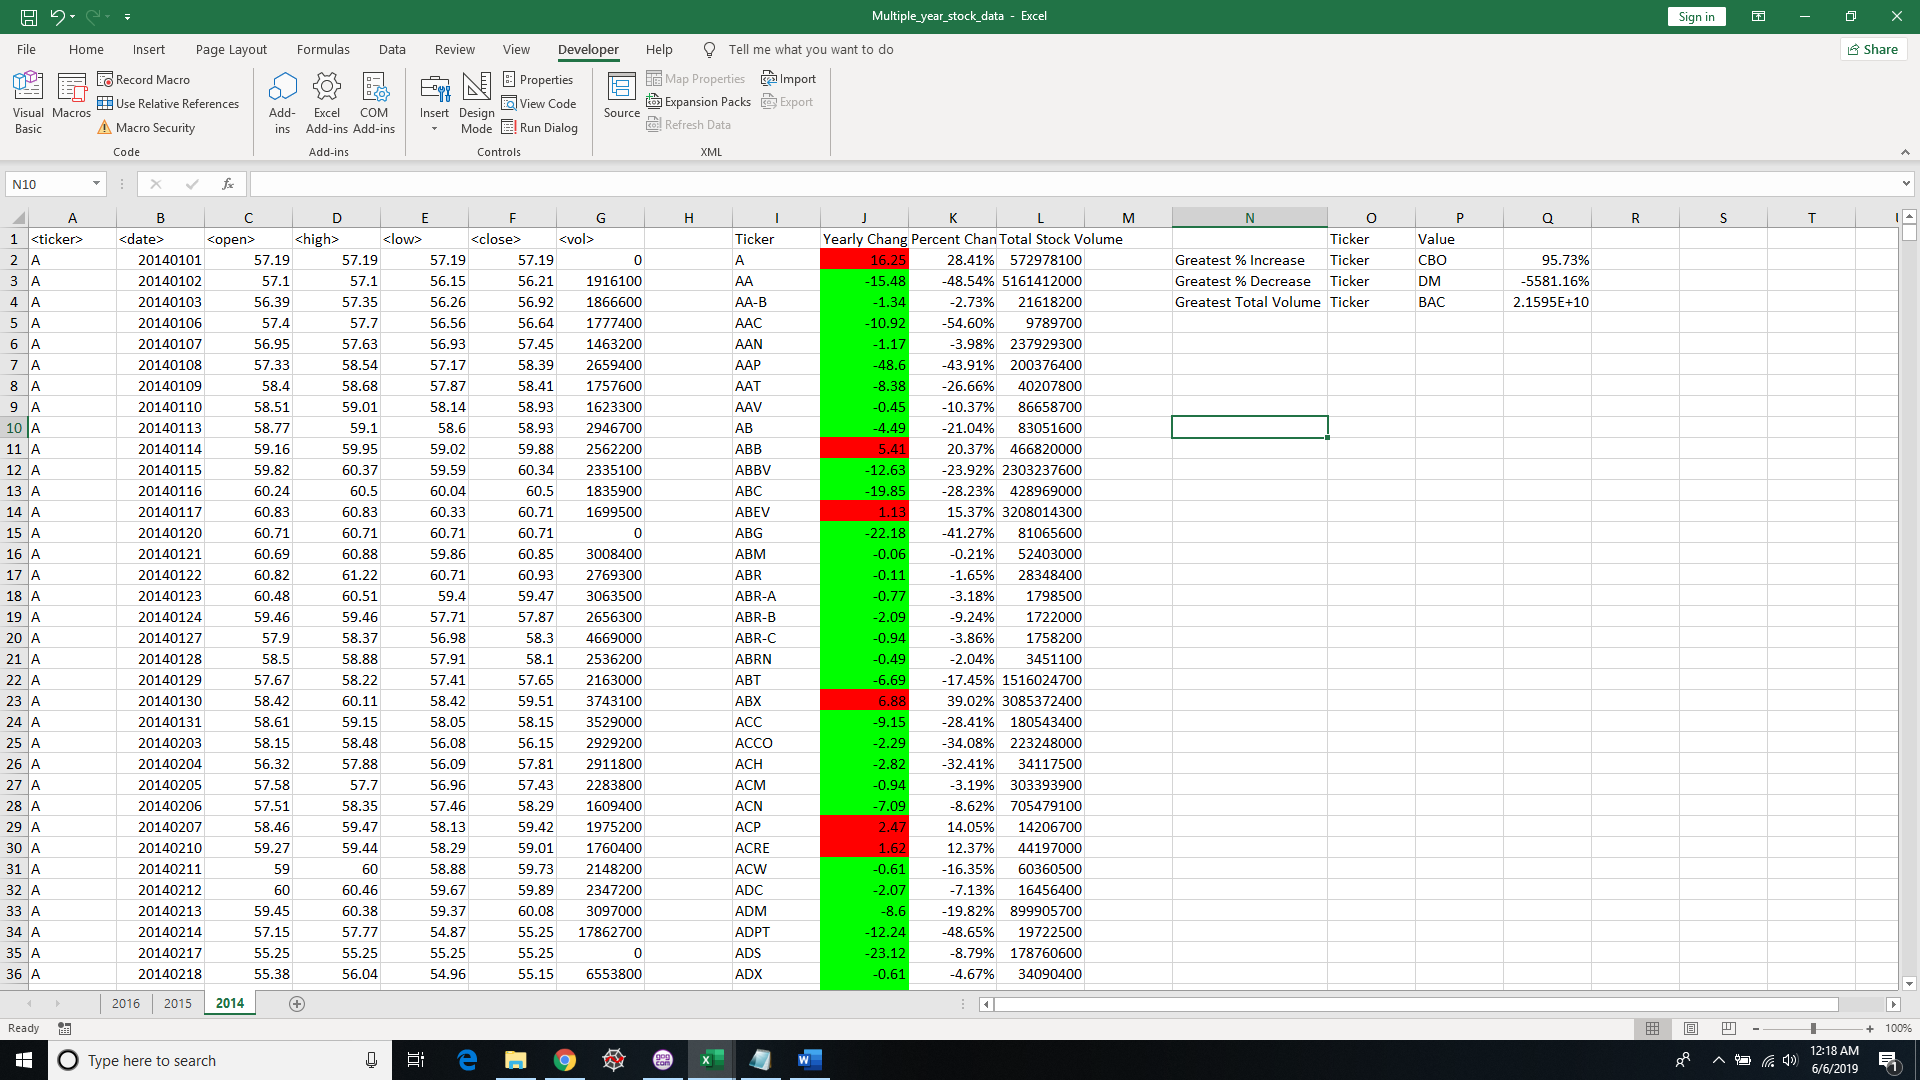 Multiple_year_stock_data - Excel
Sign in
File Home Insert Page Layout Formulas Data Review View Developer Help Tell me what you want to do Share
Visual Basic
Macros
Record Macro
Use Relative References
Macro Security
Code
Add-ins
Excel Add-ins
COM Add-ins
Add-ins
Insert
Design Mode
Properties
View Code
Run Dialog
Controls
Source
Map Properties
Expansion Packs
Refresh Data
Import
Export
XML
N10
fx
A B C D E F G H I J K L M N O P Q R S T U
1 <ticker> <date> <open> <high> <low> <close> <vol> Ticker Yearly Chang Percent Chan Total Stock Volume Ticker Value
2 A 20140101 57.19 57.19 57.19 57.19 0 A 16.25 28.41% 572978100 Greatest % Increase Ticker CBO 95.73%
3 A 20140102 57.1 57.1 56.15 56.21 1916100 AA -15.48 -48.54% 5161412000 Greatest % Decrease Ticker DM -5581.16%
4 A 20140103 56.39 57.35 56.26 56.92 1866600 AA-B -1.34 -2.73% 21618200 Greatest Total Volume Ticker BAC 2.1595E+10
5 A 20140106 57.4 57.7 56.56 56.64 1777400 AAC -10.92 -54.60% 9789700
6 A 20140107 56.95 57.63 56.93 57.45 1463200 AAN -1.17 -3.98% 237929300
7 A 20140108 57.33 58.54 57.17 58.39 2659400 AAP -48.6 -43.91% 200376400
8 A 20140109 58.4 58.68 57.87 58.41 1757600 AAT -8.38 -26.66% 40207800
9 A 20140110 58.51 59.01 58.14 58.93 1623300 AAV -0.45 -10.37% 86658700
10 A 20140113 58.77 59.1 58.6 58.93 2946700 AB -4.49 -21.04% 83051600
11 A 20140114 59.16 59.95 59.02 59.88 2562200 ABB 5.41 20.37% 466820000
12 A 20140115 59.82 60.37 59.59 60.34 2335100 ABBV -12.63 -23.92% 2303237600
13 A 20140116 60.24 60.5 60.04 60.5 1835900 ABC -19.85 -28.23% 428969000
14 A 20140117 60.83 60.83 60.33 60.71 1699500 ABEV 1.13 15.37% 3208014300
15 A 20140120 60.71 60.71 60.71 60.71 0 ABG -22.18 -41.27% 81065600
16 A 20140121 60.69 60.88 59.86 60.85 3008400 ABM -0.06 -0.21% 52403000
17 A 20140122 60.82 61.22 60.71 60.93 2769300 ABR -0.11 -1.65% 28348400
18 A 20140123 60.48 60.51 59.4 59.47 3063500 ABR-A -0.77 -3.18% 1798500
19 A 20140124 59.46 59.46 57.71 57.87 2656300 ABR-B -2.09 -9.24% 1722000
20 A 20140127 57.9 58.37 56.98 58.3 4669000 ABR-C -0.94 -3.86% 1758200
21 A 20140128 58.5 58.88 57.91 58.1 2536200 ABRN -0.49 -2.04% 3451100
22 A 20140129 57.67 58.22 57.41 57.65 2163000 ABT -6.69 -17.45% 1516024700
23 A 20140130 58.42 60.11 58.42 59.51 3743100 ABX 6.88 39.02% 3085372400
24 A 20140131 58.61 59.15 58.05 58.15 3529000 ACC -9.15 -28.41% 180543400
25 A 20140203 58.15 58.48 56.08 56.15 2929200 ACCO -2.29 -34.08% 223248000
26 A 20140204 56.32 57.88 56.09 57.81 2911800 ACH -2.82 -32.41% 34117500
27 A 20140205 57.58 57.7 56.96 57.43 2283800 ACM -0.94 -3.19% 303393900
28 A 20140206 57.51 58.35 57.46 58.29 1609400 ACN -7.09 -8.62% 705479100
29 A 20140207 58.46 59.47 58.13 59.42 1975200 ACP 2.47 14.05% 14206700
30 A 20140210 59.27 59.44 58.29 59.01 1760400 ACRE 1.62 12.37% 44197000
31 A 20140211 59 60 58.88 59.73 2148200 ACW -0.61 -16.35% 60360500
32 A 20140212 60 60.46 59.67 59.89 2347200 ADC -2.07 -7.13% 16456400
33 A 20140213 59.45 60.38 59.37 60.08 3097000 ADM -8.6 -19.82% 899905700
34 A 20140214 57.15 57.77 54.87 55.25 17862700 ADPT -12.24 -48.65% 19722500
35 A 20140217 55.25 55.25 55.25 55.25 0 ADS -23.12 -8.79% 178760600
36 A 20140218 55.38 56.04 54.96 55.15 6553800 ADX -0.61 -4.67% 34090400
2016 2015 2014
Ready
100%
Type here to search
gog com
12:18 AM
6/6/2019
1